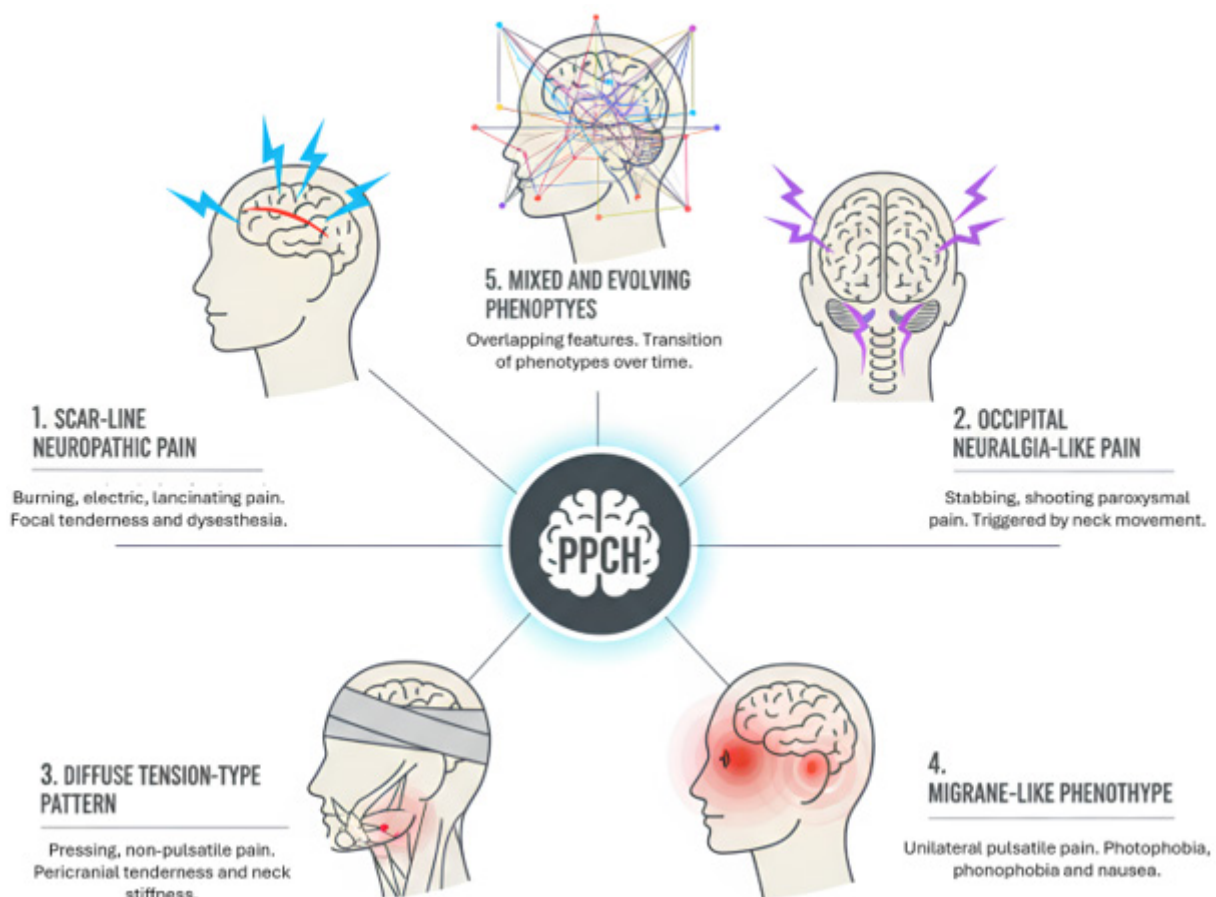 5. MIXED AND EVOLVING
PHENOPTYES
Overlapping features. Transition
of phenotypes over time.
1. SCAR-LINE
NEUROPATHIC PAIN
Burning, electric, lancinating pain.
Focal tenderness and dysesthesia.
2. OCCIPITAL
NEURALGIA-LIKE PAIN
Stabbing, shooting paroxysmal
pain. Triggered by neck movement.
PPCH
3. DIFFUSE TENSION-TYPE
PATTERN
Pressing, non-pulsatile pain.
Pericranial tenderness and neck
stiffness.
4.
MIGRANE-LIKE PHENOTHYPE
Unilateral pulsatile pain. Photophobia,
phonophobia and nausea.